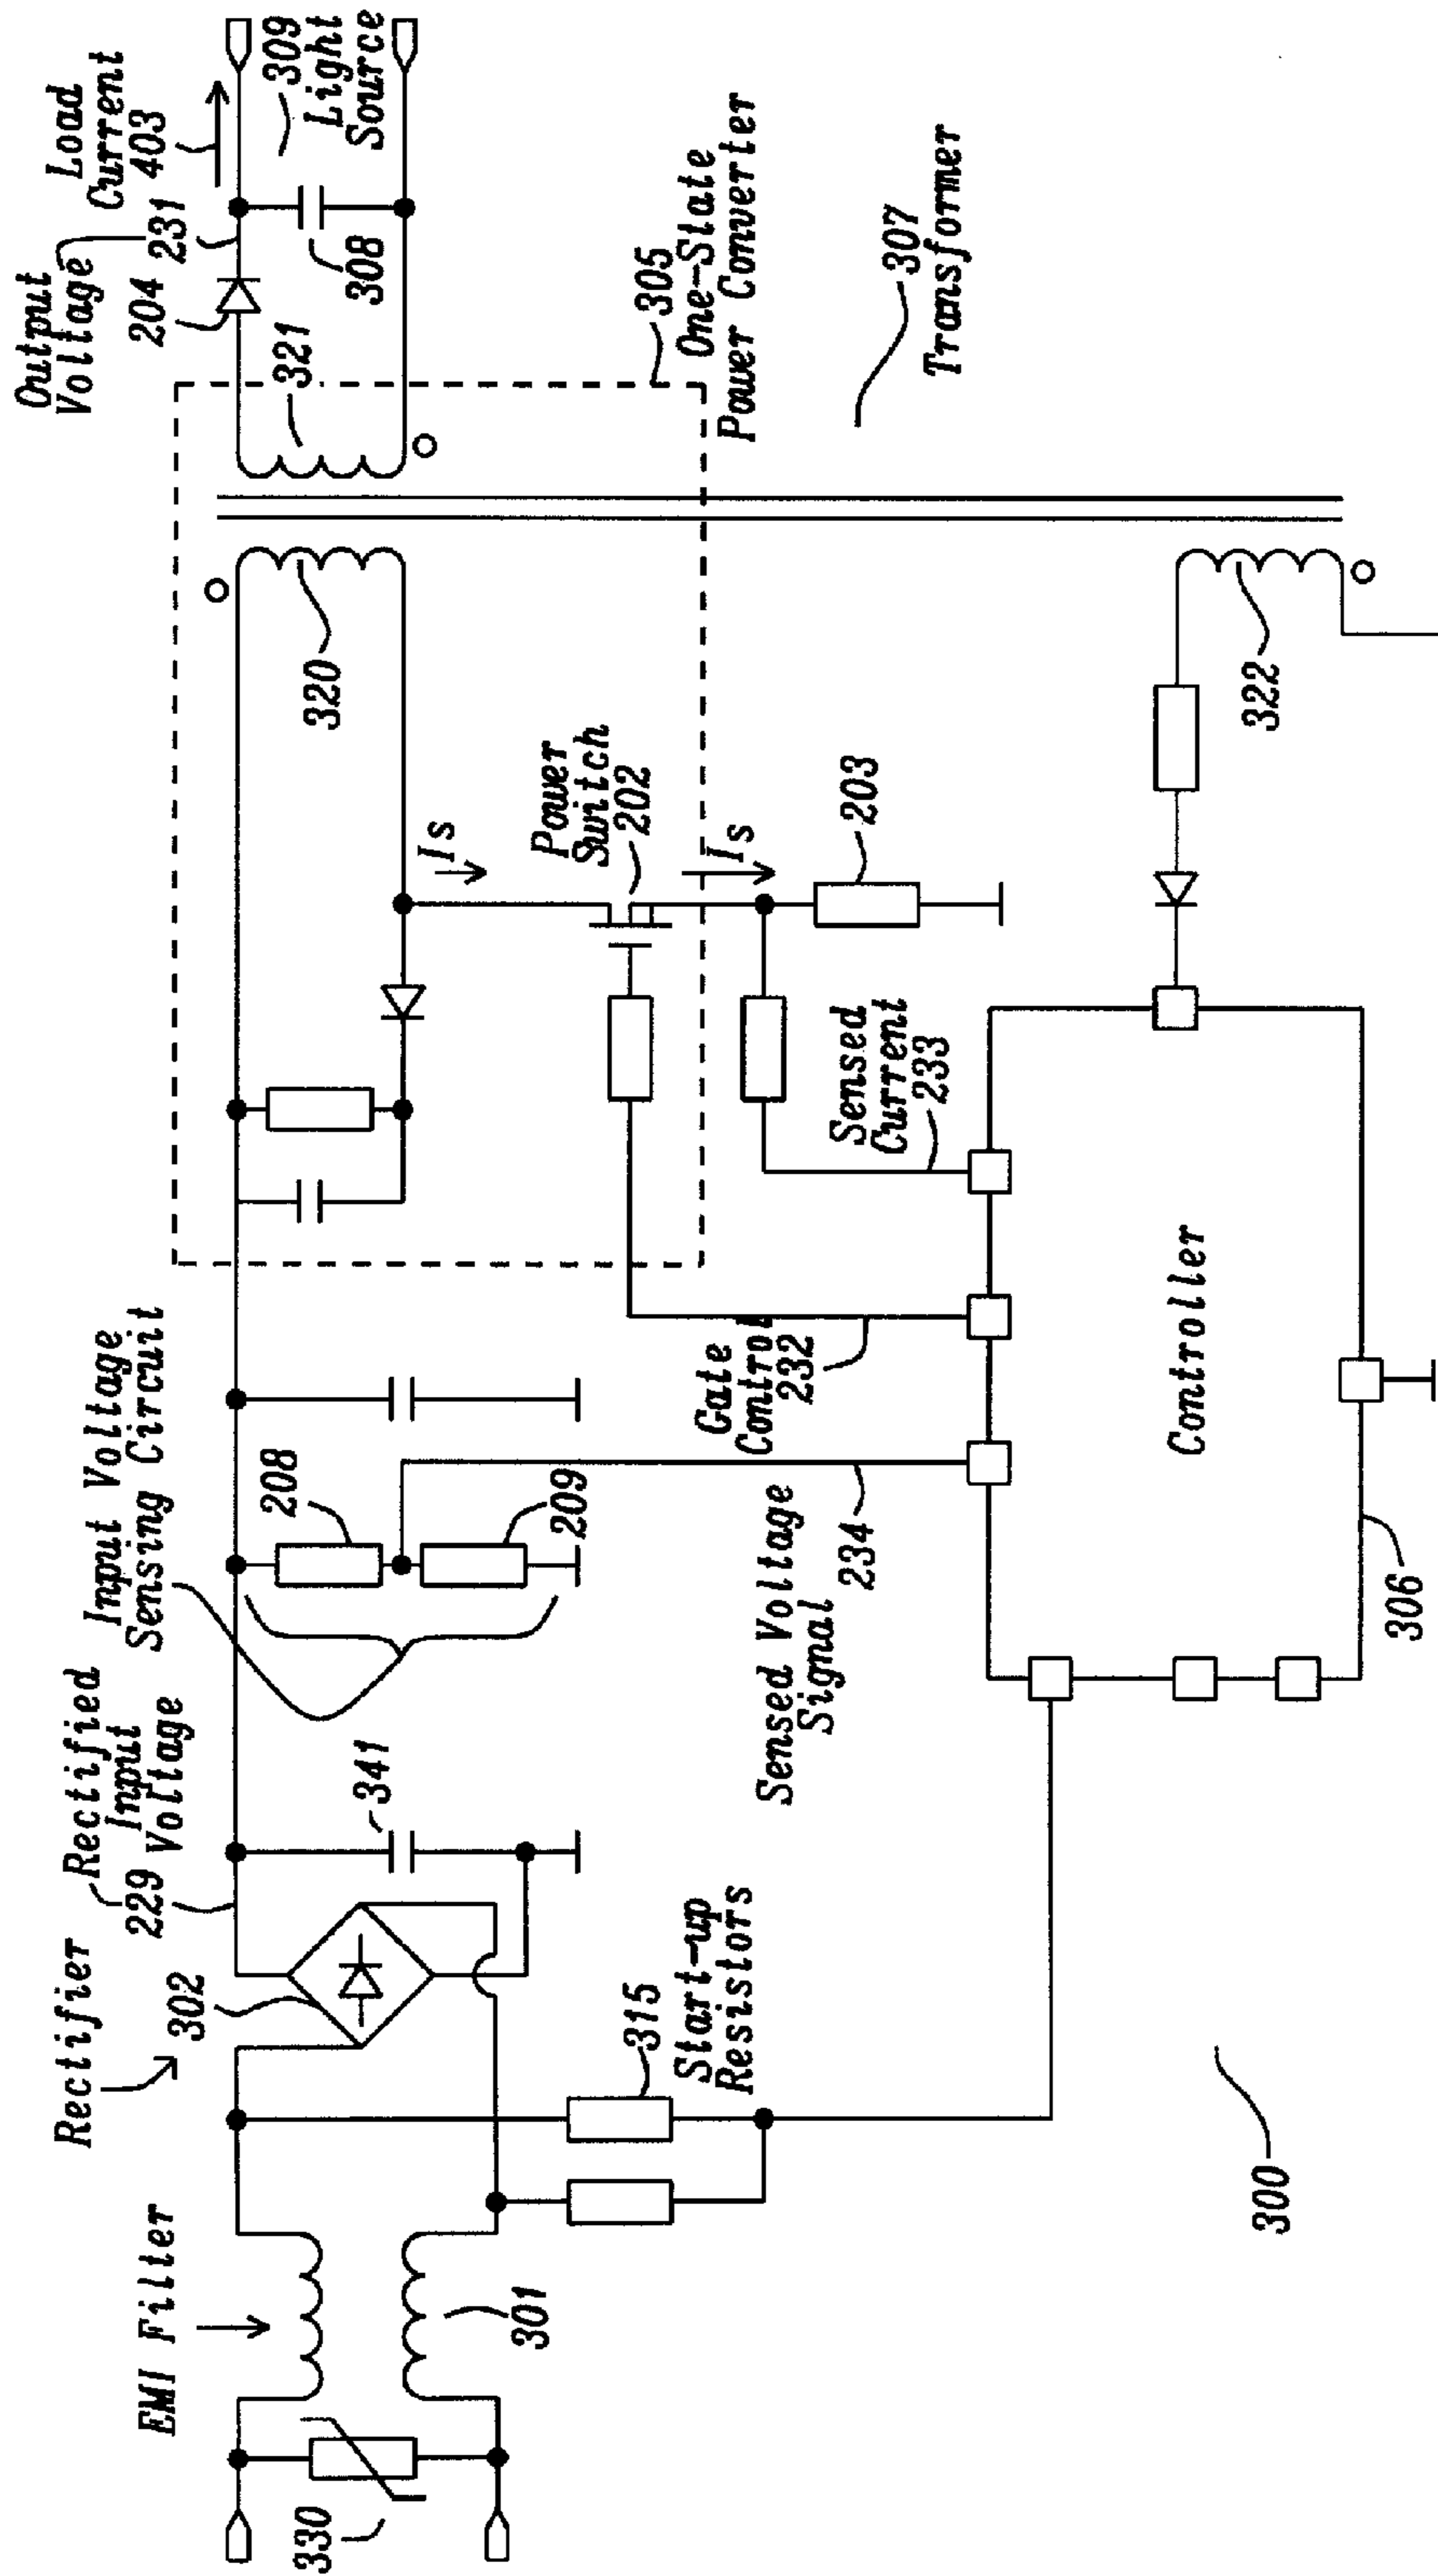 EMI Filter
330
301
Rectifier
302
Rectified
Input
229 Voltage
341
315
Start-up
Resistors
Input Voltage
Sensing Circuit
208
209
Sensed Voltage
Signal
234
Gate
Control
232
Sensed
Current
233
Controller
306
300
320
Is
Power
Switch
202
Is
203
322
321
Output
Voltage
204
231
308
Load
Current
403
309
Light
Source
305
One-State
Power Converter
307
Transformer